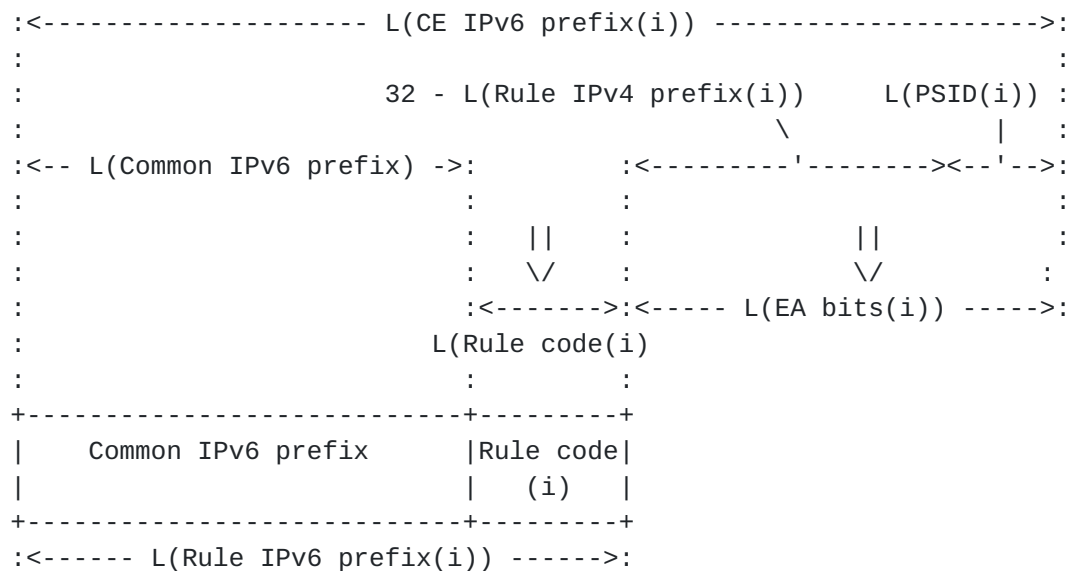 :<--------------------- L(CE IPv6 prefix(i)) --------------------->:
:                                                                  :
:                        32 - L(Rule IPv4 prefix(i))     L(PSID(i)) :
:                                                 \             |   :
:<-- L(Common IPv6 prefix) ->:         :<---------'--------><--'-->:
:                            :         :                           :
:                            :   ||    :              ||           :
:                            :   \/    :              \/          :
:                            :<------->:<----- L(EA bits(i)) ----->:
:                          L(Rule code(i)
:                            :         :
+----------------------------+---------+
|    Common IPv6 prefix      |Rule code|
|                            |   (i)   |
+----------------------------+---------+
:<------ L(Rule IPv6 prefix(i)) ------>: